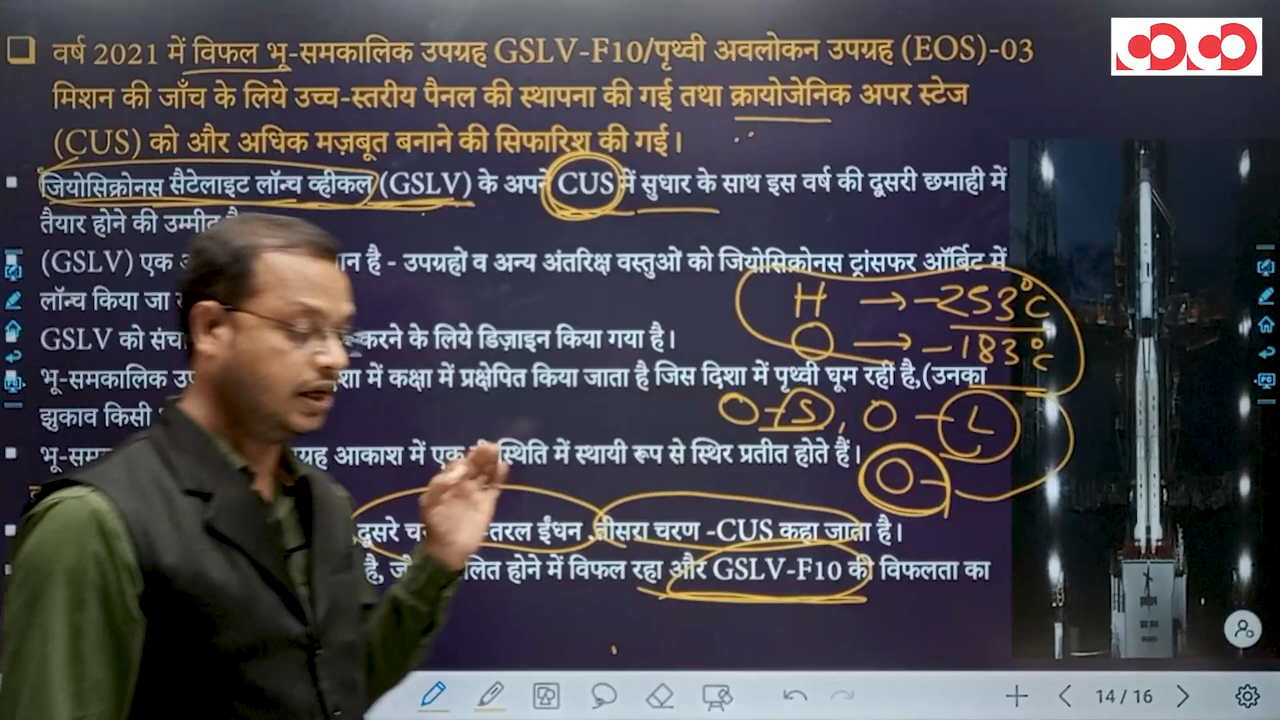 वर्ष 2021 में विफल भू-समकालिक उपग्रह GSLV-F10/पृथ्वी अवलोकन उपग्रह (EOS)-03
मिशन की जाँच के लिये उच्च-स्तरीय पैनल की स्थापना की गई तथा क्रायोजेनिक अपर स्टेज
(CUS) को और अधिक मज़बूत बनाने की सिफारिश की गई।
जियोसिंक्रोनस सैटेलाइट लॉन्च व्हीकल (GSLV) के अपने CUS में सुधार के साथ इस वर्ष की दूसरी छमाही में
तैयार होने की उम्मीद
(GSLV) एक है - उपग्रहों व अन्य अंतरिक्ष वस्तुओं को जियोसिंक्रोनस ट्रांसफर ऑर्बिट में
लॉन्च किया जा
H → -253°C
GSLV को करने के लिये डिज़ाइन किया गया है।
O → -183°C
भू-समकालिक में कक्षा में प्रक्षेपित किया जाता है जिस दिशा में पृथ्वी घूम रही है,(उनका
झुकाव किसी
O-S, O-L
आकाश में एक स्थिति में स्थायी रूप से स्थिर प्रतीत होते हैं।
O
दूसरे तरल ईंधन तीसरा चरण -CUS कहा जाता है।
है, होने में विफल रहा और GSLV-F10 की विफलता का
14 / 16